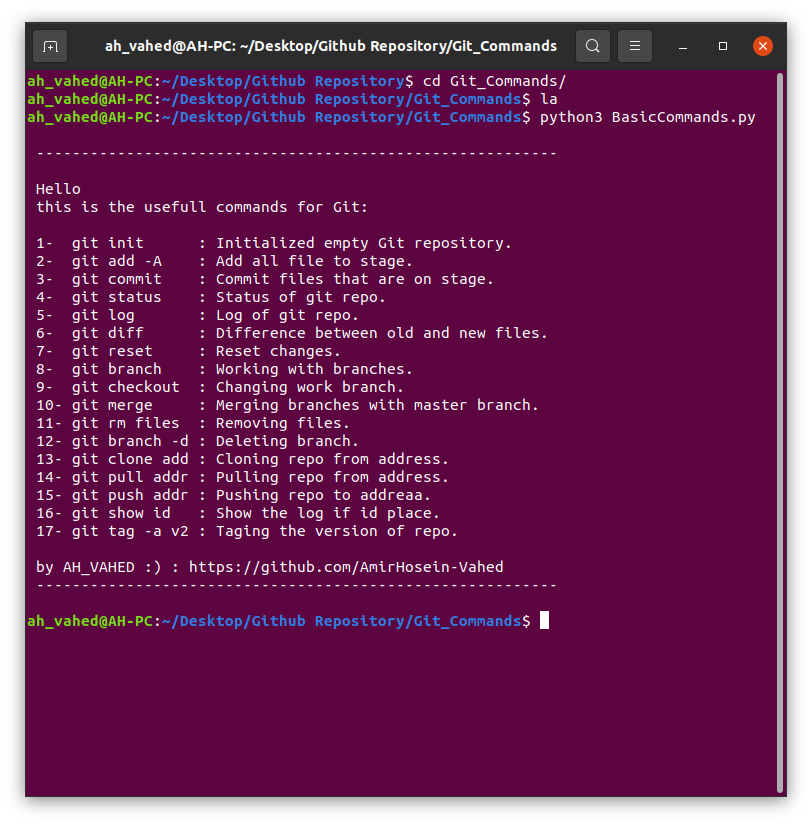 ah_vahed@AH-PC: ~/Desktop/Github Repository/Git_Commands
ah_vahed@AH-PC:~/Desktop/Github Repository$ cd Git_Commands/
ah_vahed@AH-PC:~/Desktop/Github Repository/Git_Commands$ la
ah_vahed@AH-PC:~/Desktop/Github Repository/Git_Commands$ python3 BasicCommands.py
----------------------------------------------------------
Hello
this is the usefull commands for Git:
1-  git init      : Initialized empty Git repository.
2-  git add -A    : Add all file to stage.
3-  git commit    : Commit files that are on stage.
4-  git status    : Status of git repo.
5-  git log       : Log of git repo.
6-  git diff      : Difference between old and new files.
7-  git reset     : Reset changes.
8-  git branch    : Working with branches.
9-  git checkout  : Changing work branch.
10- git merge     : Merging branches with master branch.
11- git rm files  : Removing files.
12- git branch -d : Deleting branch.
13- git clone add : Cloning repo from address.
14- git pull addr : Pulling repo from address.
15- git push addr : Pushing repo to addreaa.
16- git show id   : Show the log if id place.
17- git tag -a v2 : Taging the version of repo.
by AH_VAHED :) : https://github.com/AmirHosein-Vahed
----------------------------------------------------------
ah_vahed@AH-PC:~/Desktop/Github Repository/Git_Commands$